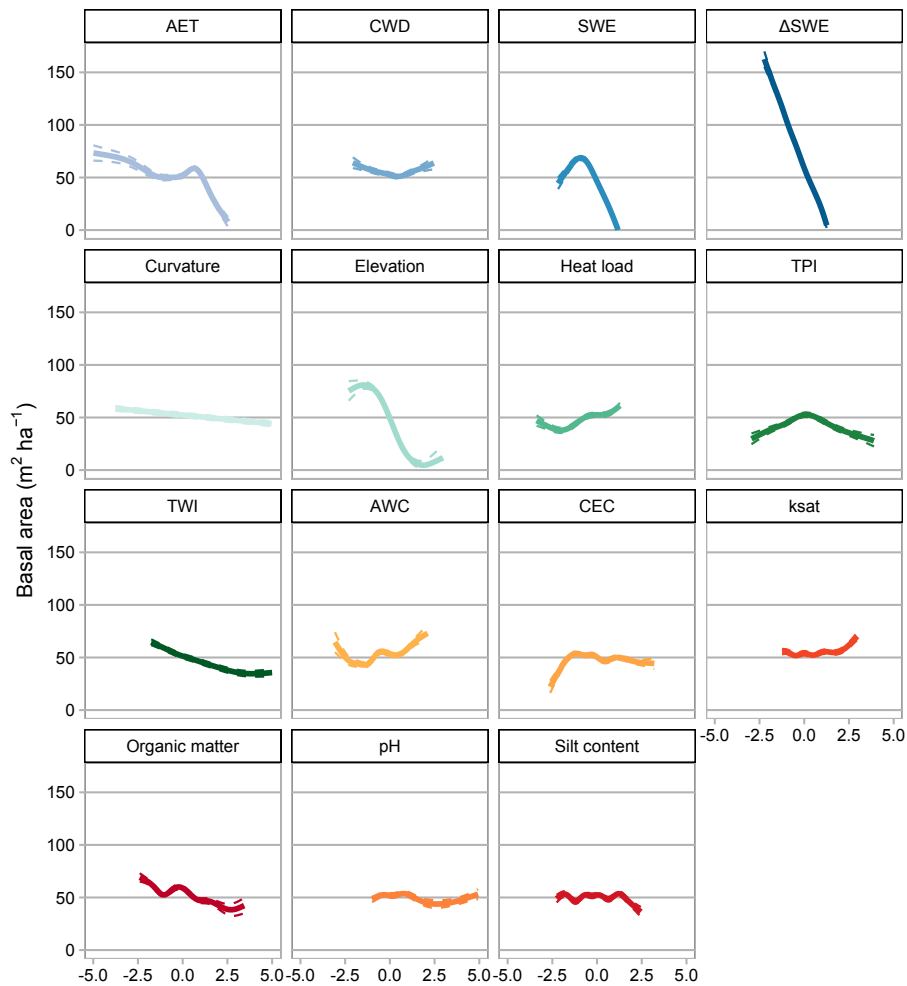 AET CWD SWE ΔSWE
150
100
50
0
Curvature Elevation Heat load TPI
150
100
50
0
Basal area (m² ha⁻¹)
TWI AWC CEC ksat
150
100
50
0
-5.0 -2.5 0.0 2.5 5.0
Organic matter pH Silt content
150
100
50
0
-5.0 -2.5 0.0 2.5 5.0 -5.0 -2.5 0.0 2.5 5.0 -5.0 -2.5 0.0 2.5 5.0